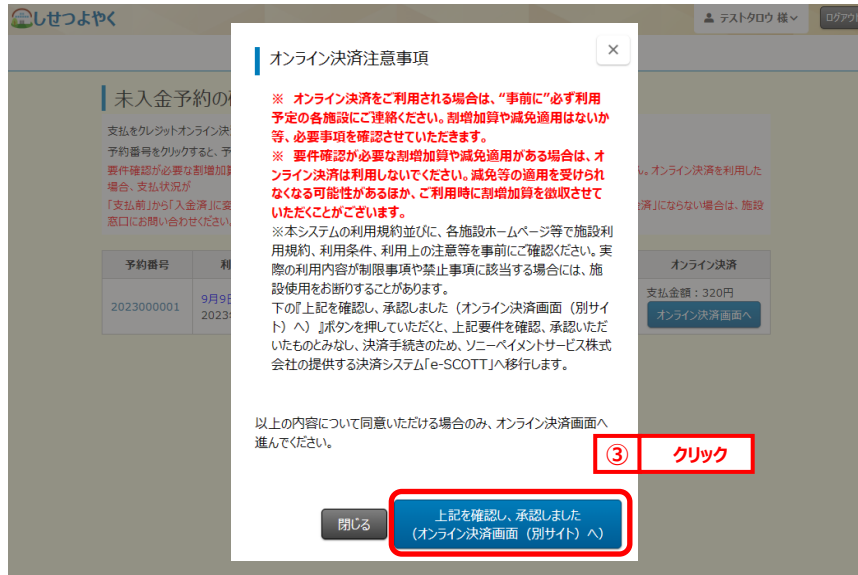 しせつよやく
テストタロウ 様
ログアウ
オンライン決済注意事項
×
※ オンライン決済をご利用される場合は、“事前に”必ず利用
予定の各施設にご連絡ください。割増加算や減免適用はないか
等、必要事項を確認させていただきます。
※ 要件確認が必要な割増加算や減免適用がある場合は、オ
ンライン決済は利用しないでください。減免等の適用を受けられ
なくなる可能性があるほか、ご利用時に割増加算を徴収させて
いただくことがございます。
※本システムの利用規約並びに、各施設ホームページ等で施設利
用規約、利用条件、利用上の注意等を事前にご確認ください。実
際の利用内容が制限事項や禁止事項に該当する場合には、施
設使用をお断りすることがあります。
下の『上記を確認し、承認しました（オンライン決済画面（別サイ
ト）へ）』ボタンを押していただくと、上記要件を確認、承認いただ
いたものとみなし、決済手続きのため、ソニーペイメントサービス株式
会社の提供する決済システム「e-SCOTT」へ移行します。
以上の内容について同意いただける場合のみ、オンライン決済画面へ
進んでください。
③ クリック
閉じる
上記を確認し、承認しました
（オンライン決済画面（別サイト）へ）
未入金予約の
支払をクレジットオンライン決
予約番号をクリックすると、予
要件確認が必要な割増加
ん。オンライン決済を利用した
場合、支払状況が
「支払前」から「入金済」に変
済」にならない場合は、施設
窓口にお問い合わせください。
予約番号
利
オンライン決済
2023000001
9月9日
2023
支払金額：320円
オンライン決済画面へ